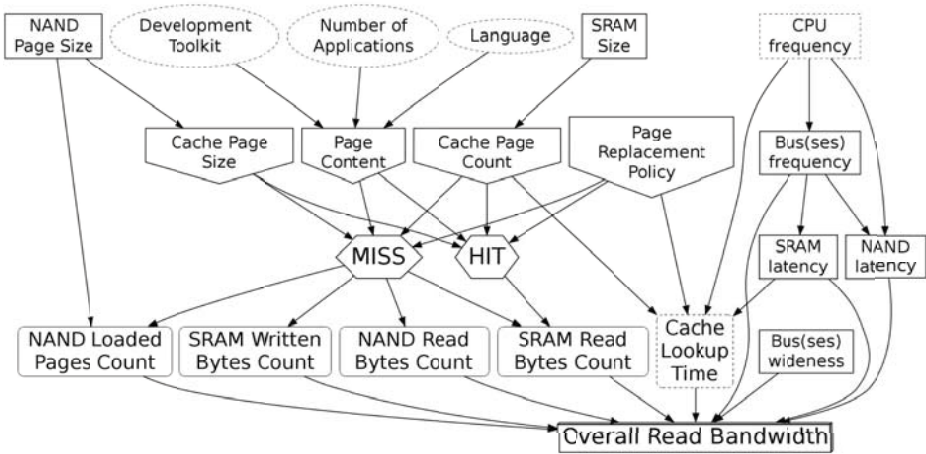 NAND
Page Size
Development
Toolkit
Number of
Applications
Language
SRAM
Size
CPU
frequency
Cache Page
Size
Page
Content
Cache Page
Count
Page
Replacement
Policy
Bus(ses)
frequency
MISS
HIT
SRAM
latency
NAND
latency
NAND Loaded
Pages Count
SRAM Written
Bytes Count
NAND Read
Bytes Count
SRAM Read
Bytes Count
Cache
Lookup
Time
Bus(ses)
wideness
Overall Read Bandwidth